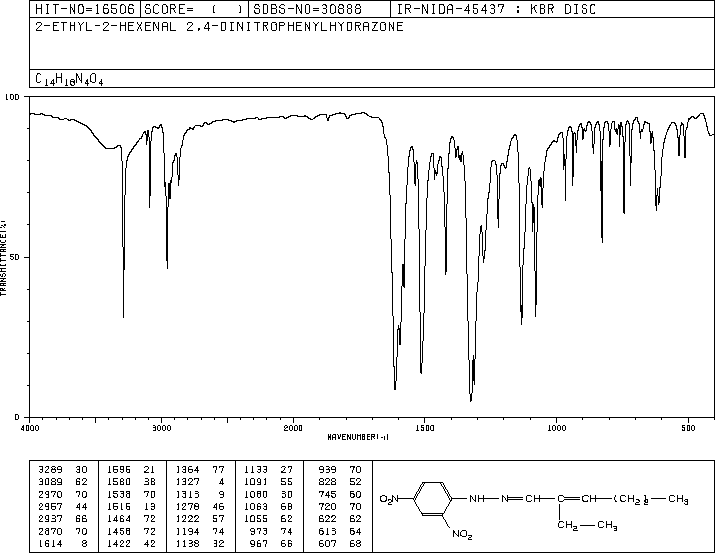 HIT-NO=16506 SCORE= ( ) SDBS-NO=30888 IR-NIDA-45437 : KBR DISC
2-ETHYL-2-HEXENAL 2,4-DINITROPHENYLHYDRAZONE
C14H18N4O4
100
TRANSMITTANCE(%)
50
0
4000 3000 2000 1500 1000 500
WAVENUMBER(-1)
3289 30 1596 21 1364 77 1133 27 939 70
3089 62 1580 38 1327 4 1091 55 828 52
2970 70 1538 70 1313 9 1080 30 745 60
2957 44 1516 13 1278 46 1063 68 720 70
2937 66 1464 72 1222 57 1055 62 622 62
2870 70 1458 72 1194 74 973 74 613 64
1614 8 1422 42 1138 32 967 66 607 68
O2N NH N CH C CH (CH2)2 CH3
NO2 CH2 CH3